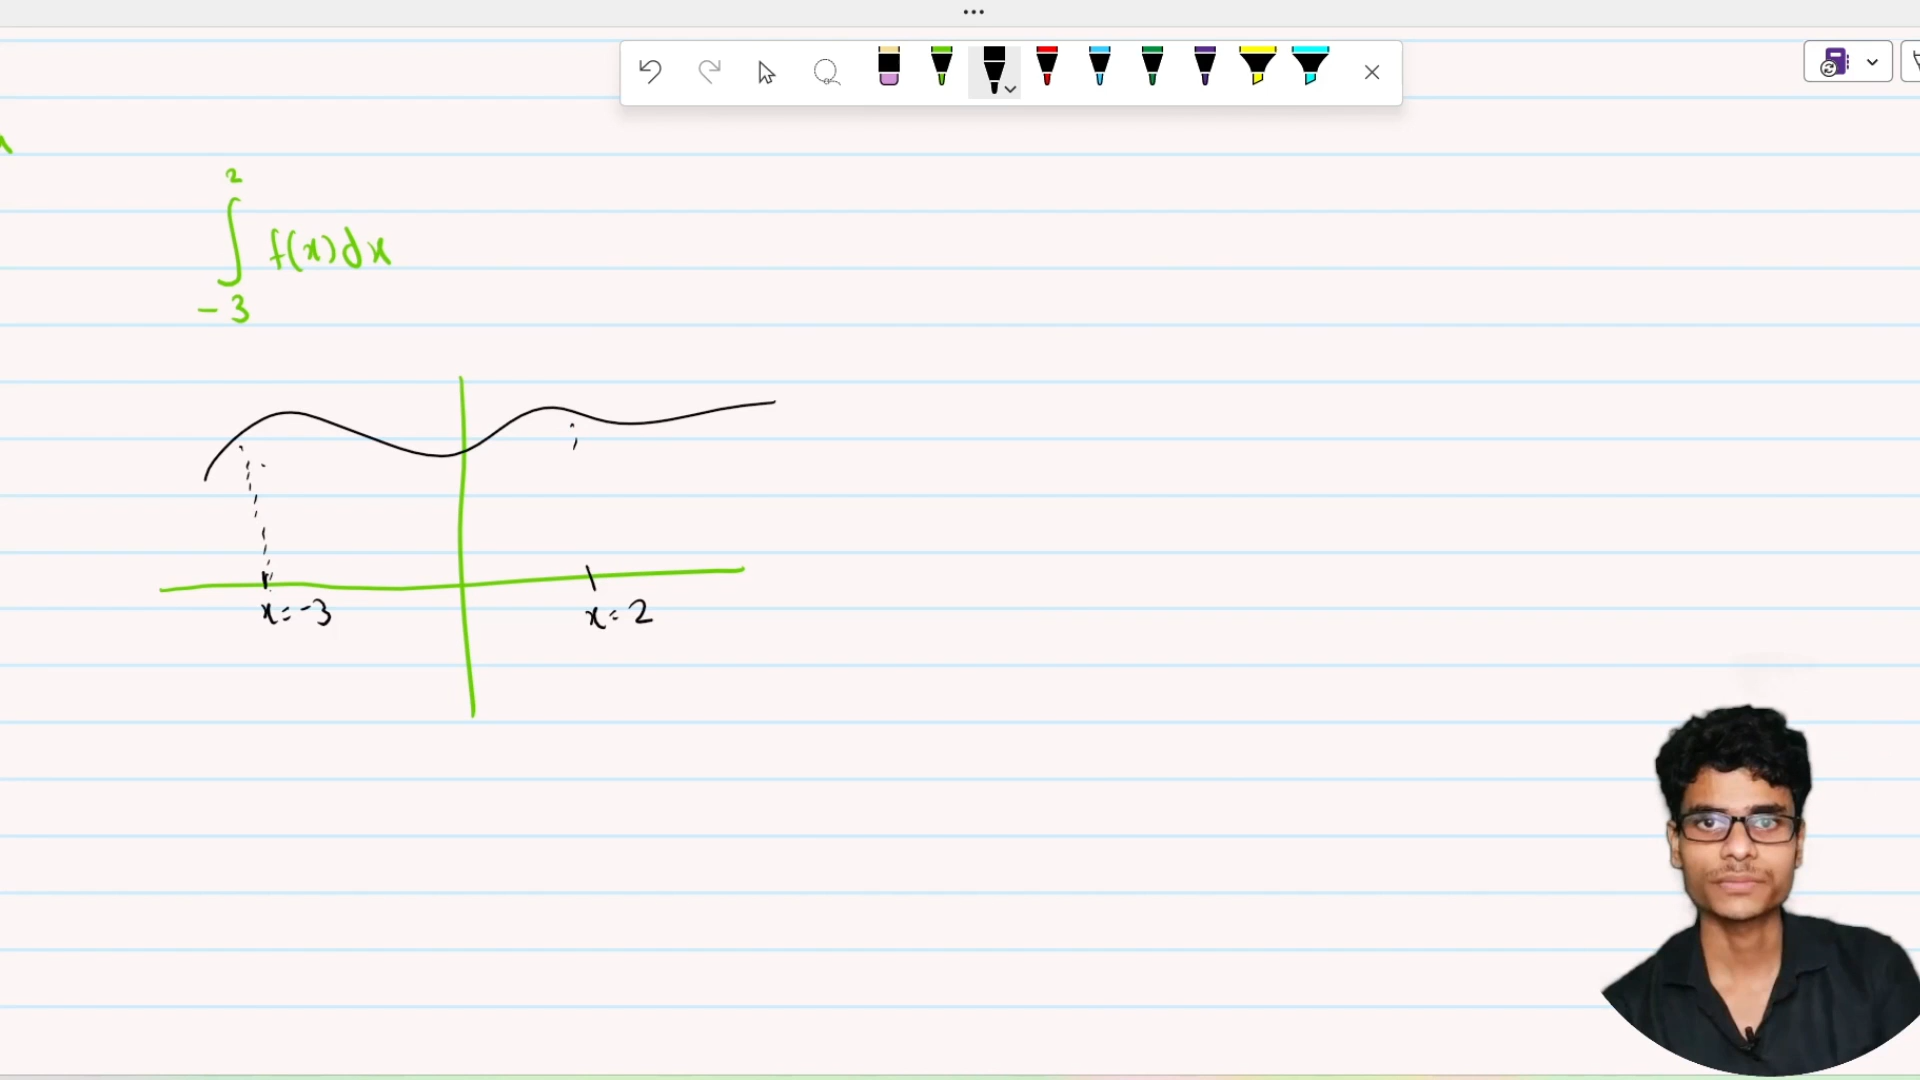 2
∫ f(x)dx
-3
x=-3
x=2